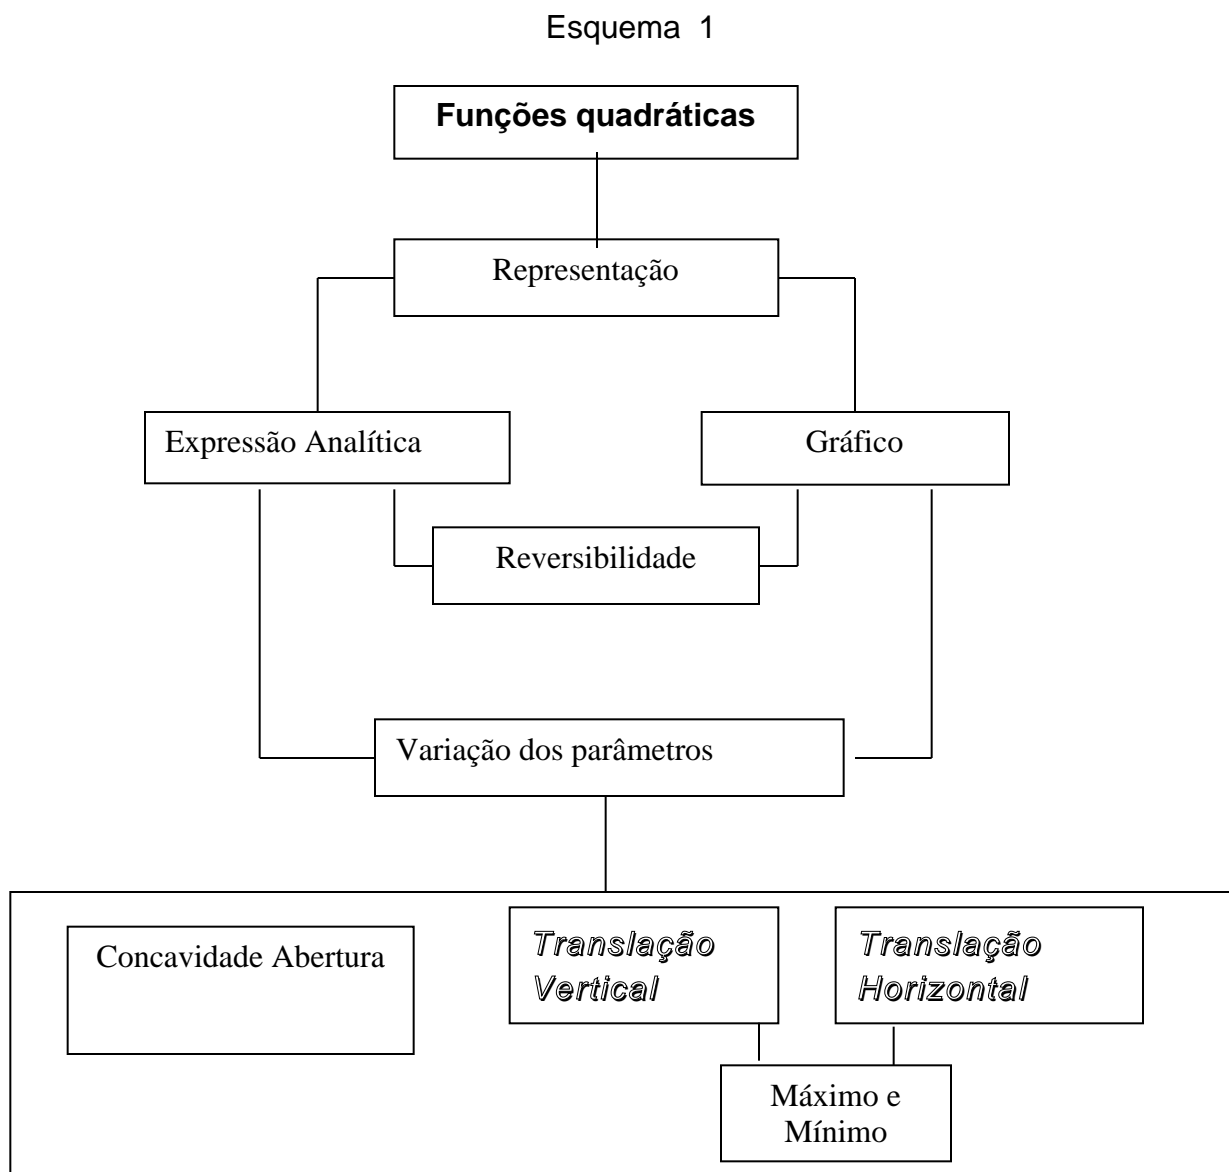 Esquema 1
Funções quadráticas
Representação
Expressão Analítica
Gráfico
Reversibilidade
Variação dos parâmetros
Concavidade Abertura
Translação
Vertical
Translação
Horizontal
Máximo e
Mínimo